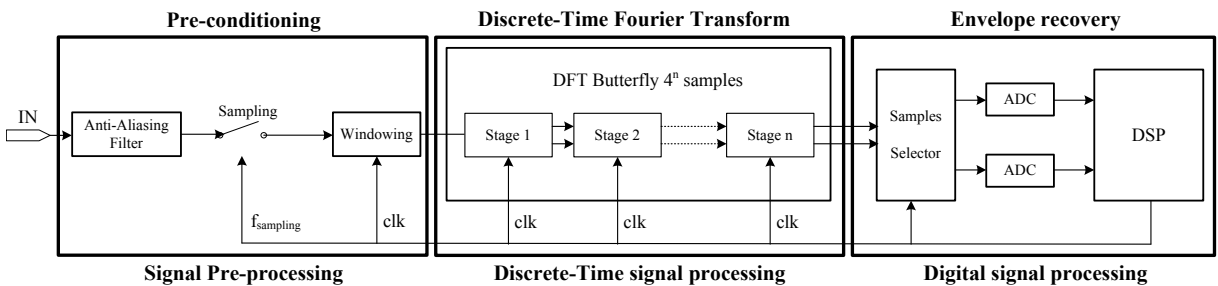 Pre-conditioning
Discrete-Time Fourier Transform
Envelope recovery
DFT Butterfly 4ⁿ samples
IN
Anti-Aliasing
Filter
Sampling
Windowing
Stage 1
Stage 2
Stage n
Samples
Selector
ADC
ADC
DSP
f_sampling
clk
clk
clk
clk
Signal Pre-processing
Discrete-Time signal processing
Digital signal processing